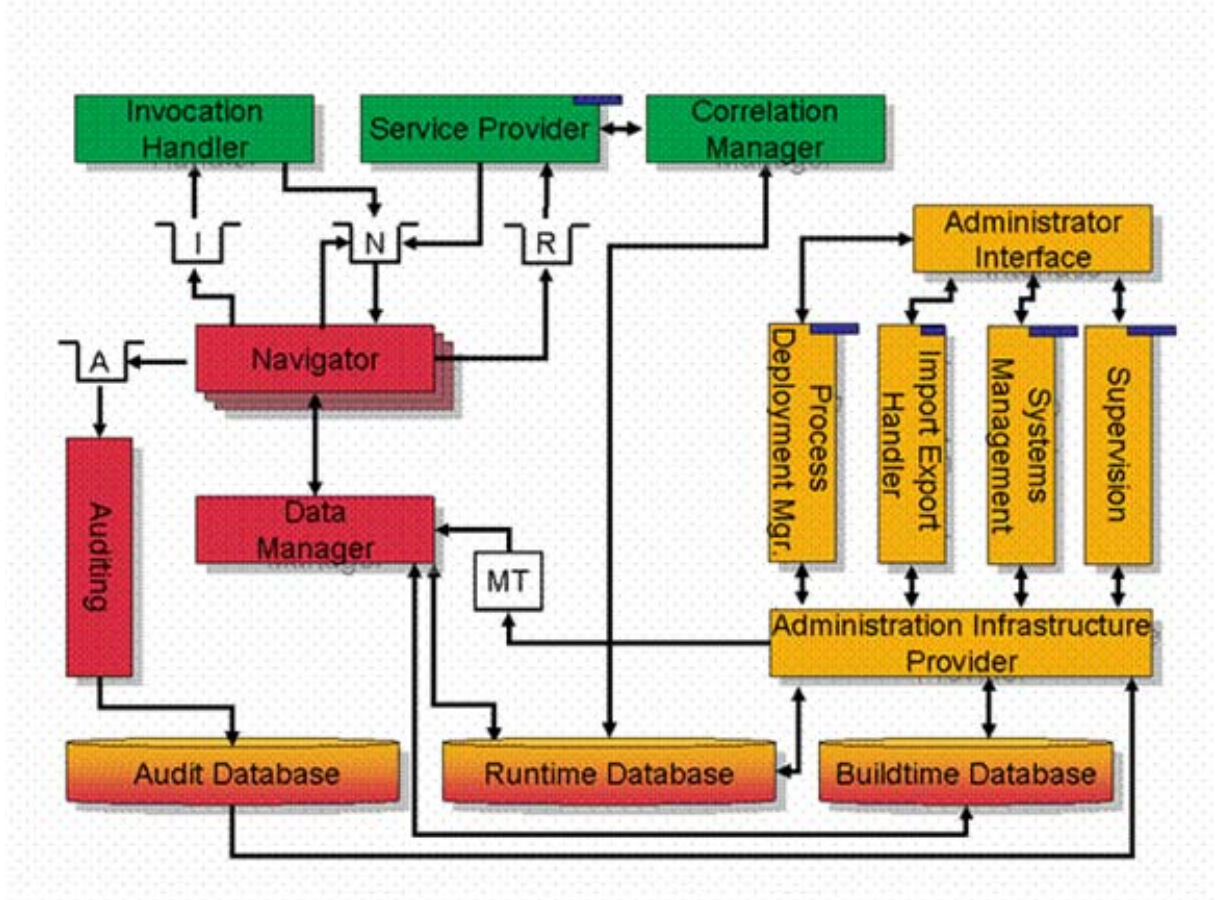 Invocation
Handler
Service Provider
Correlation
Manager
I
N
R
Administrator
Interface
A
Navigator
Process
Deployment Mgr.
Import Export
Handler
Systems
Management
Supervision
Auditing
Data
Manager
MT
Administration Infrastructure
Provider
Audit Database
Runtime Database
Buildtime Database